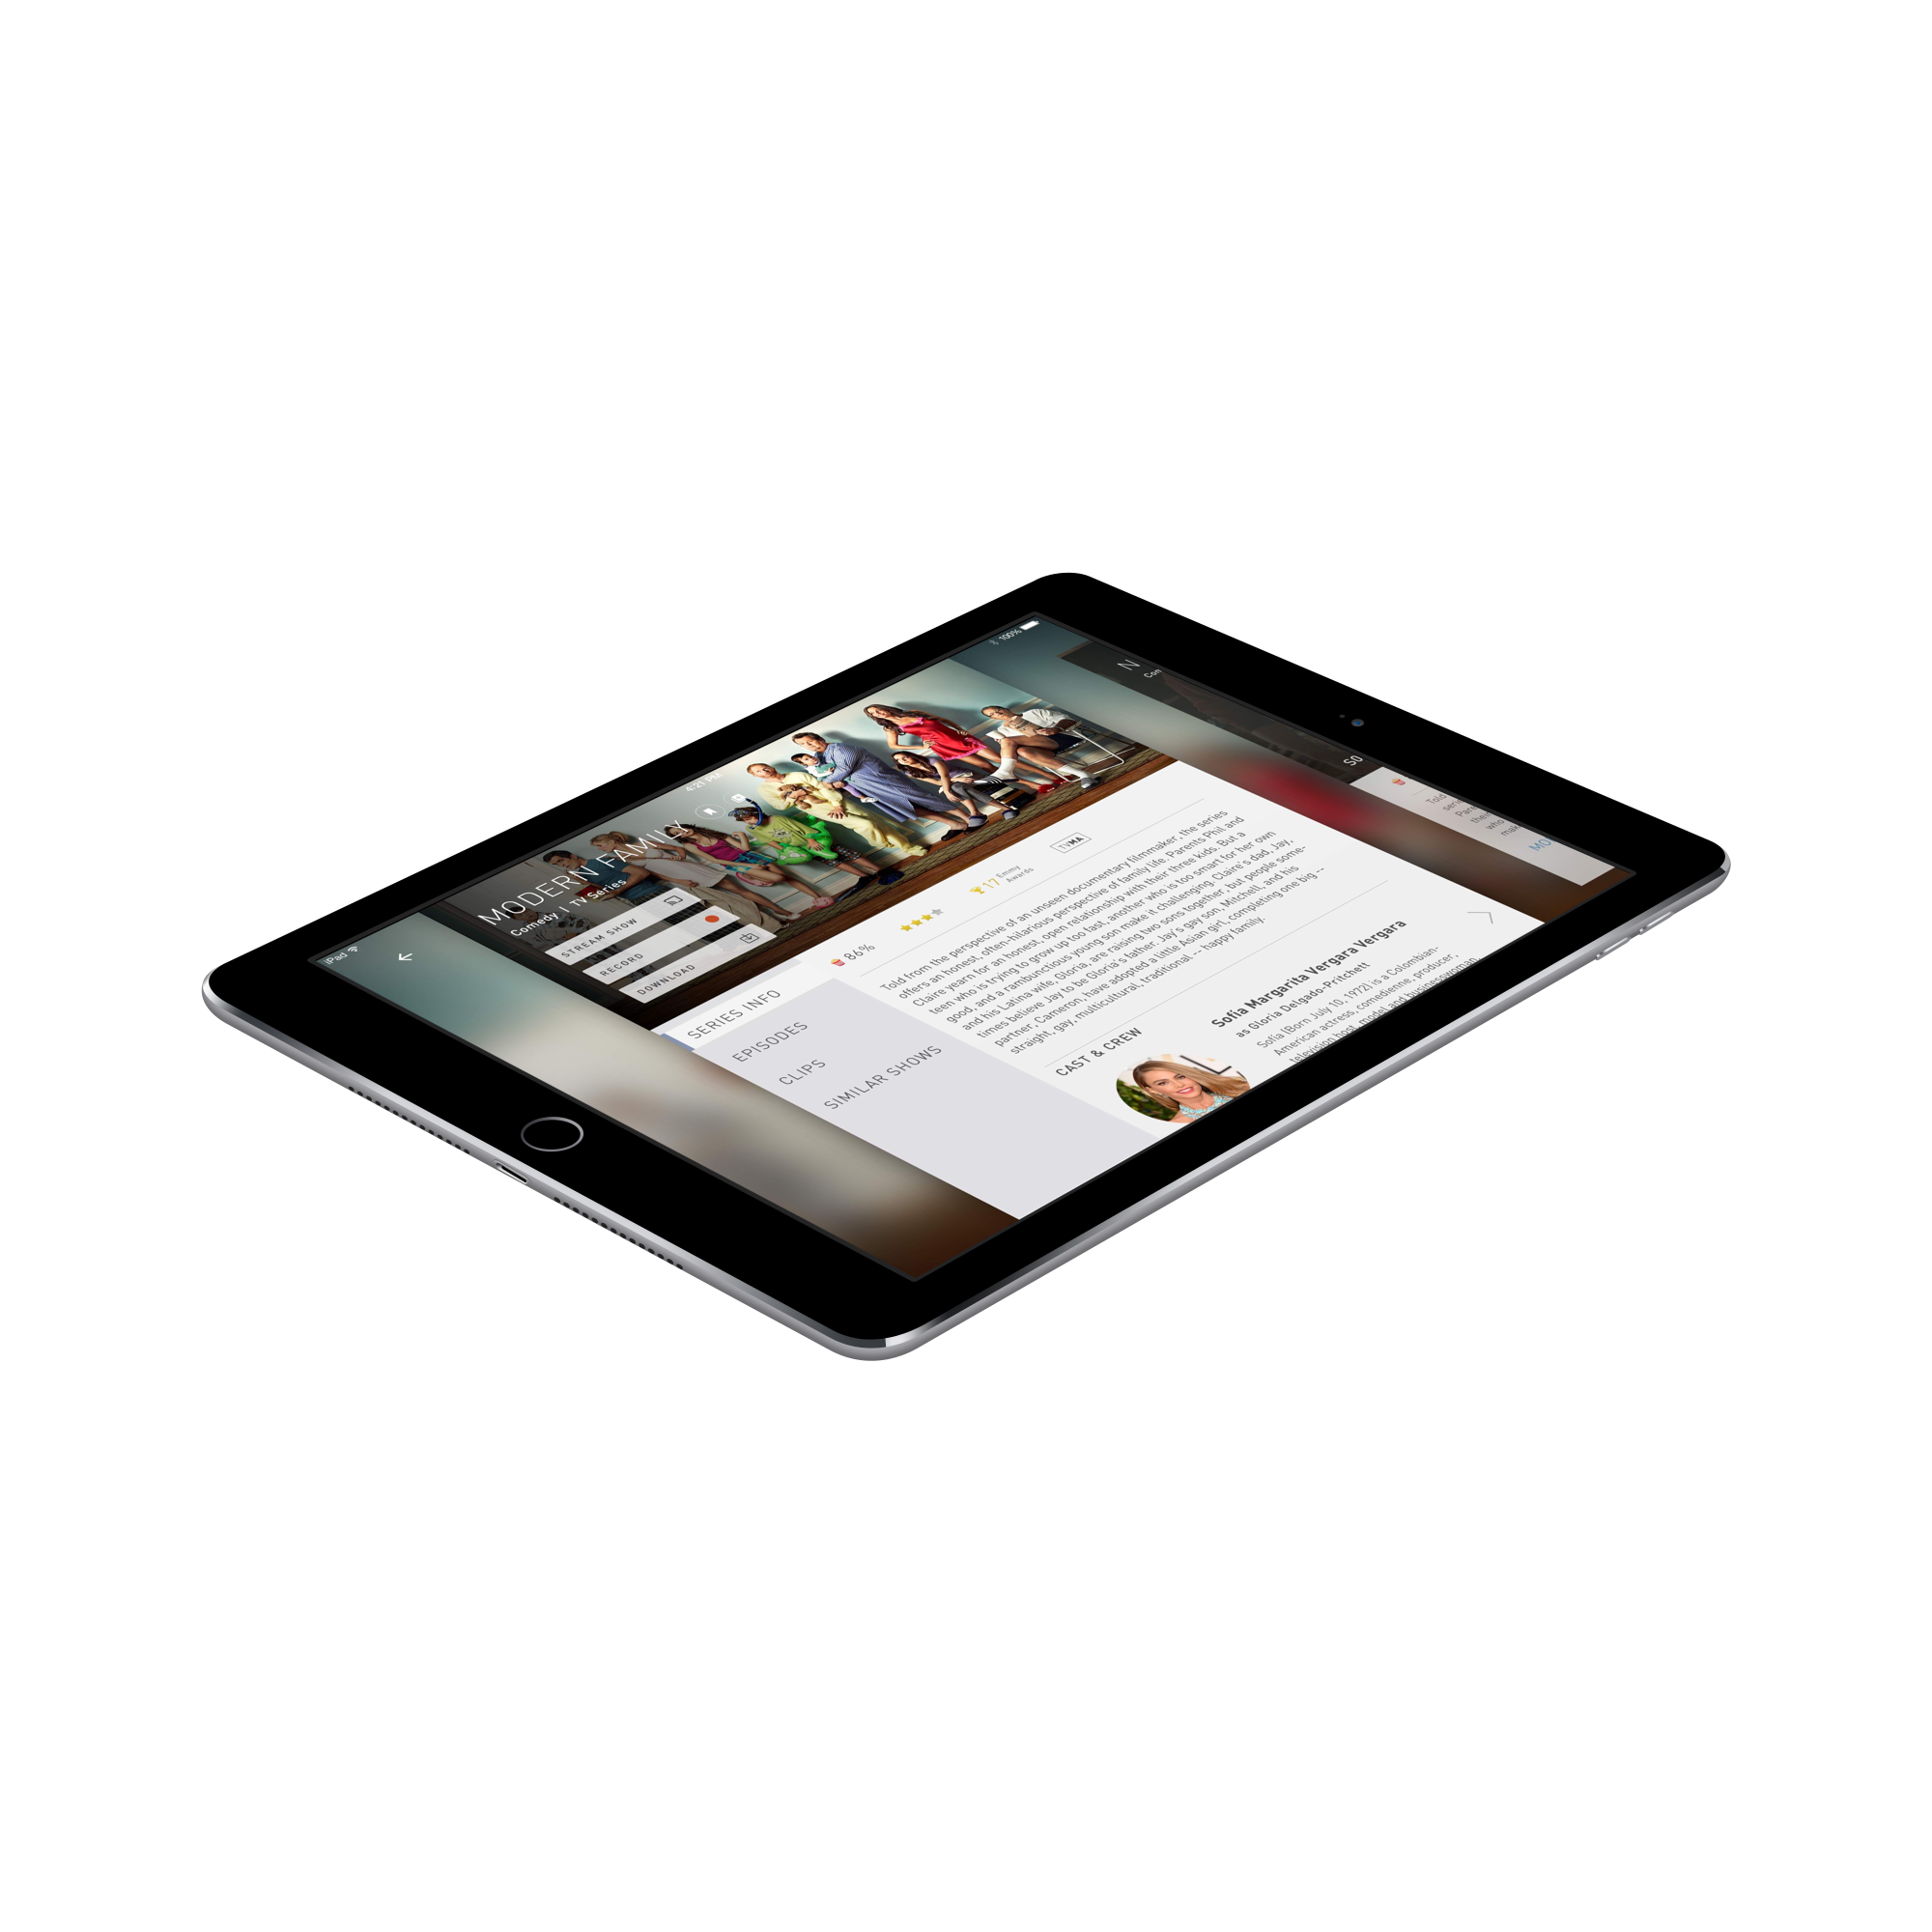 iPad
4:21 PM
100%
MODERN FAMILY
Comedy | TV Series
STREAM SHOW
RECORD
DOWNLOAD
SERIES INFO
EPISODES
CLIPS
SIMILAR SHOWS
86%
17 Emmy
Awards
TVMA
Told from the perspective of an unseen documentary filmmaker, the series
offers an honest, often-hilarious perspective of family life. Parents Phil and
Claire yearn for an honest, open relationship with their three kids. But a
teen who is trying to grow up too fast, another who is too smart for her own
good, and a rambunctious young son make it challenging. Claire's dad, Jay,
and his Latina wife, Gloria, are raising two sons together, but people some-
times believe Jay to be Gloria's father. Jay's gay son, Mitchell, and his
partner, Cameron, have adopted a little Asian girl, completing one big --
straight, gay, multicultural, traditional -- happy family.
CAST & CREW
Sofia Margarita Vergara Vergara
as Gloria Delgado-Pritchett
Sofia (Born July 10, 1972) is a Colombian-
American actress, comedienne, producer,
television host, model and businesswoman
N
Com
SO
Told
seri
Pare
thei
who
mak
MO